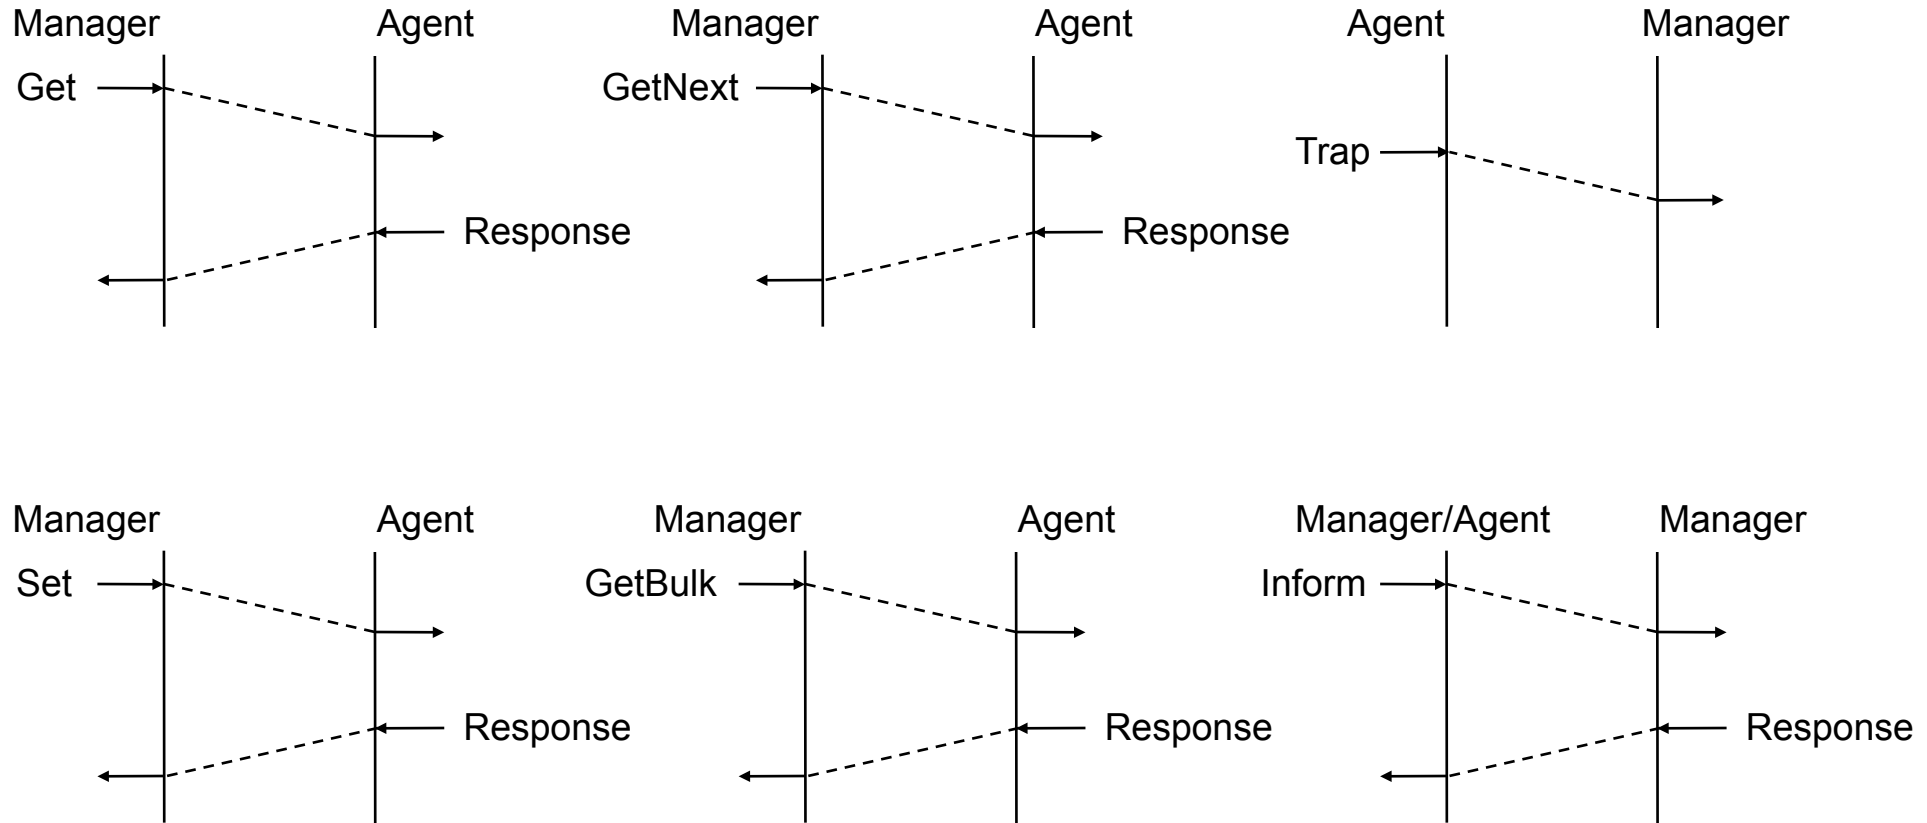 Manager Agent
Get
Response
Manager Agent
GetNext
Response
Agent Manager
Trap
Manager Agent
Set
Response
Manager Agent
GetBulk
Response
Manager/Agent Manager
Inform
Response